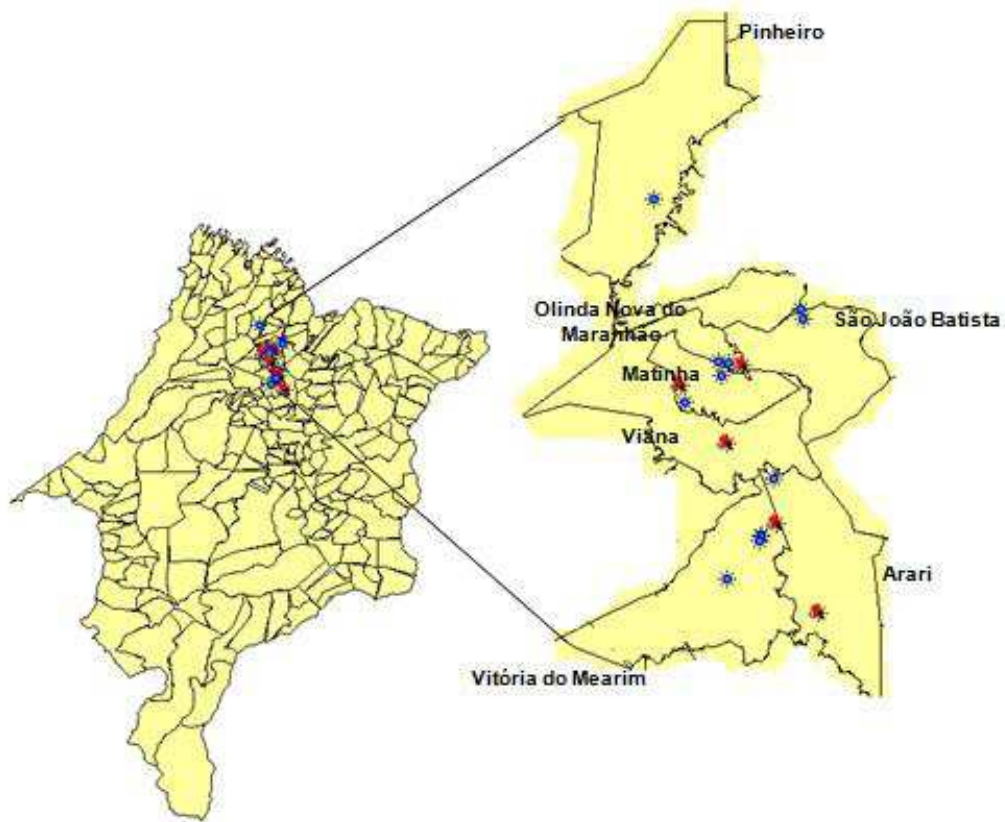 Pinheiro
Olinda Nova do
Maranhão
São João Batista
Matinha
Viana
Arari
Vitória do Mearim